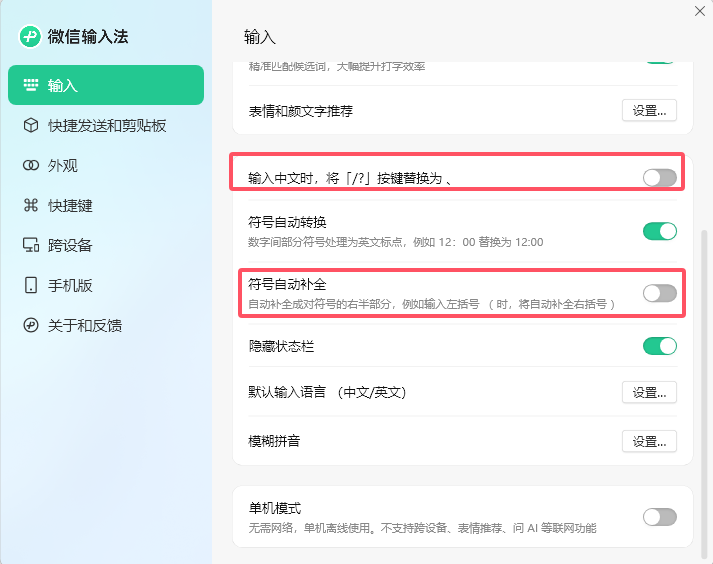 微信输入法
输入
快捷发送和剪贴板
外观
快捷键
跨设备
手机版
关于和反馈
输入
精准匹配候选词，大幅提升打字效率
表情和颜文字推荐
设置...
输入中文时，将「/?」按键替换为 、
符号自动转换
数字间部分符号处理为英文标点，例如 12：00 替换为 12:00
符号自动补全
自动补全成对符号的右半部分，例如输入左括号 （ 时，将自动补全右括号 ）
隐藏状态栏
默认输入语言 （中文/英文）
设置...
模糊拼音
设置...
单机模式
无需网络，单机离线使用。不支持跨设备、表情推荐、问 AI 等联网功能